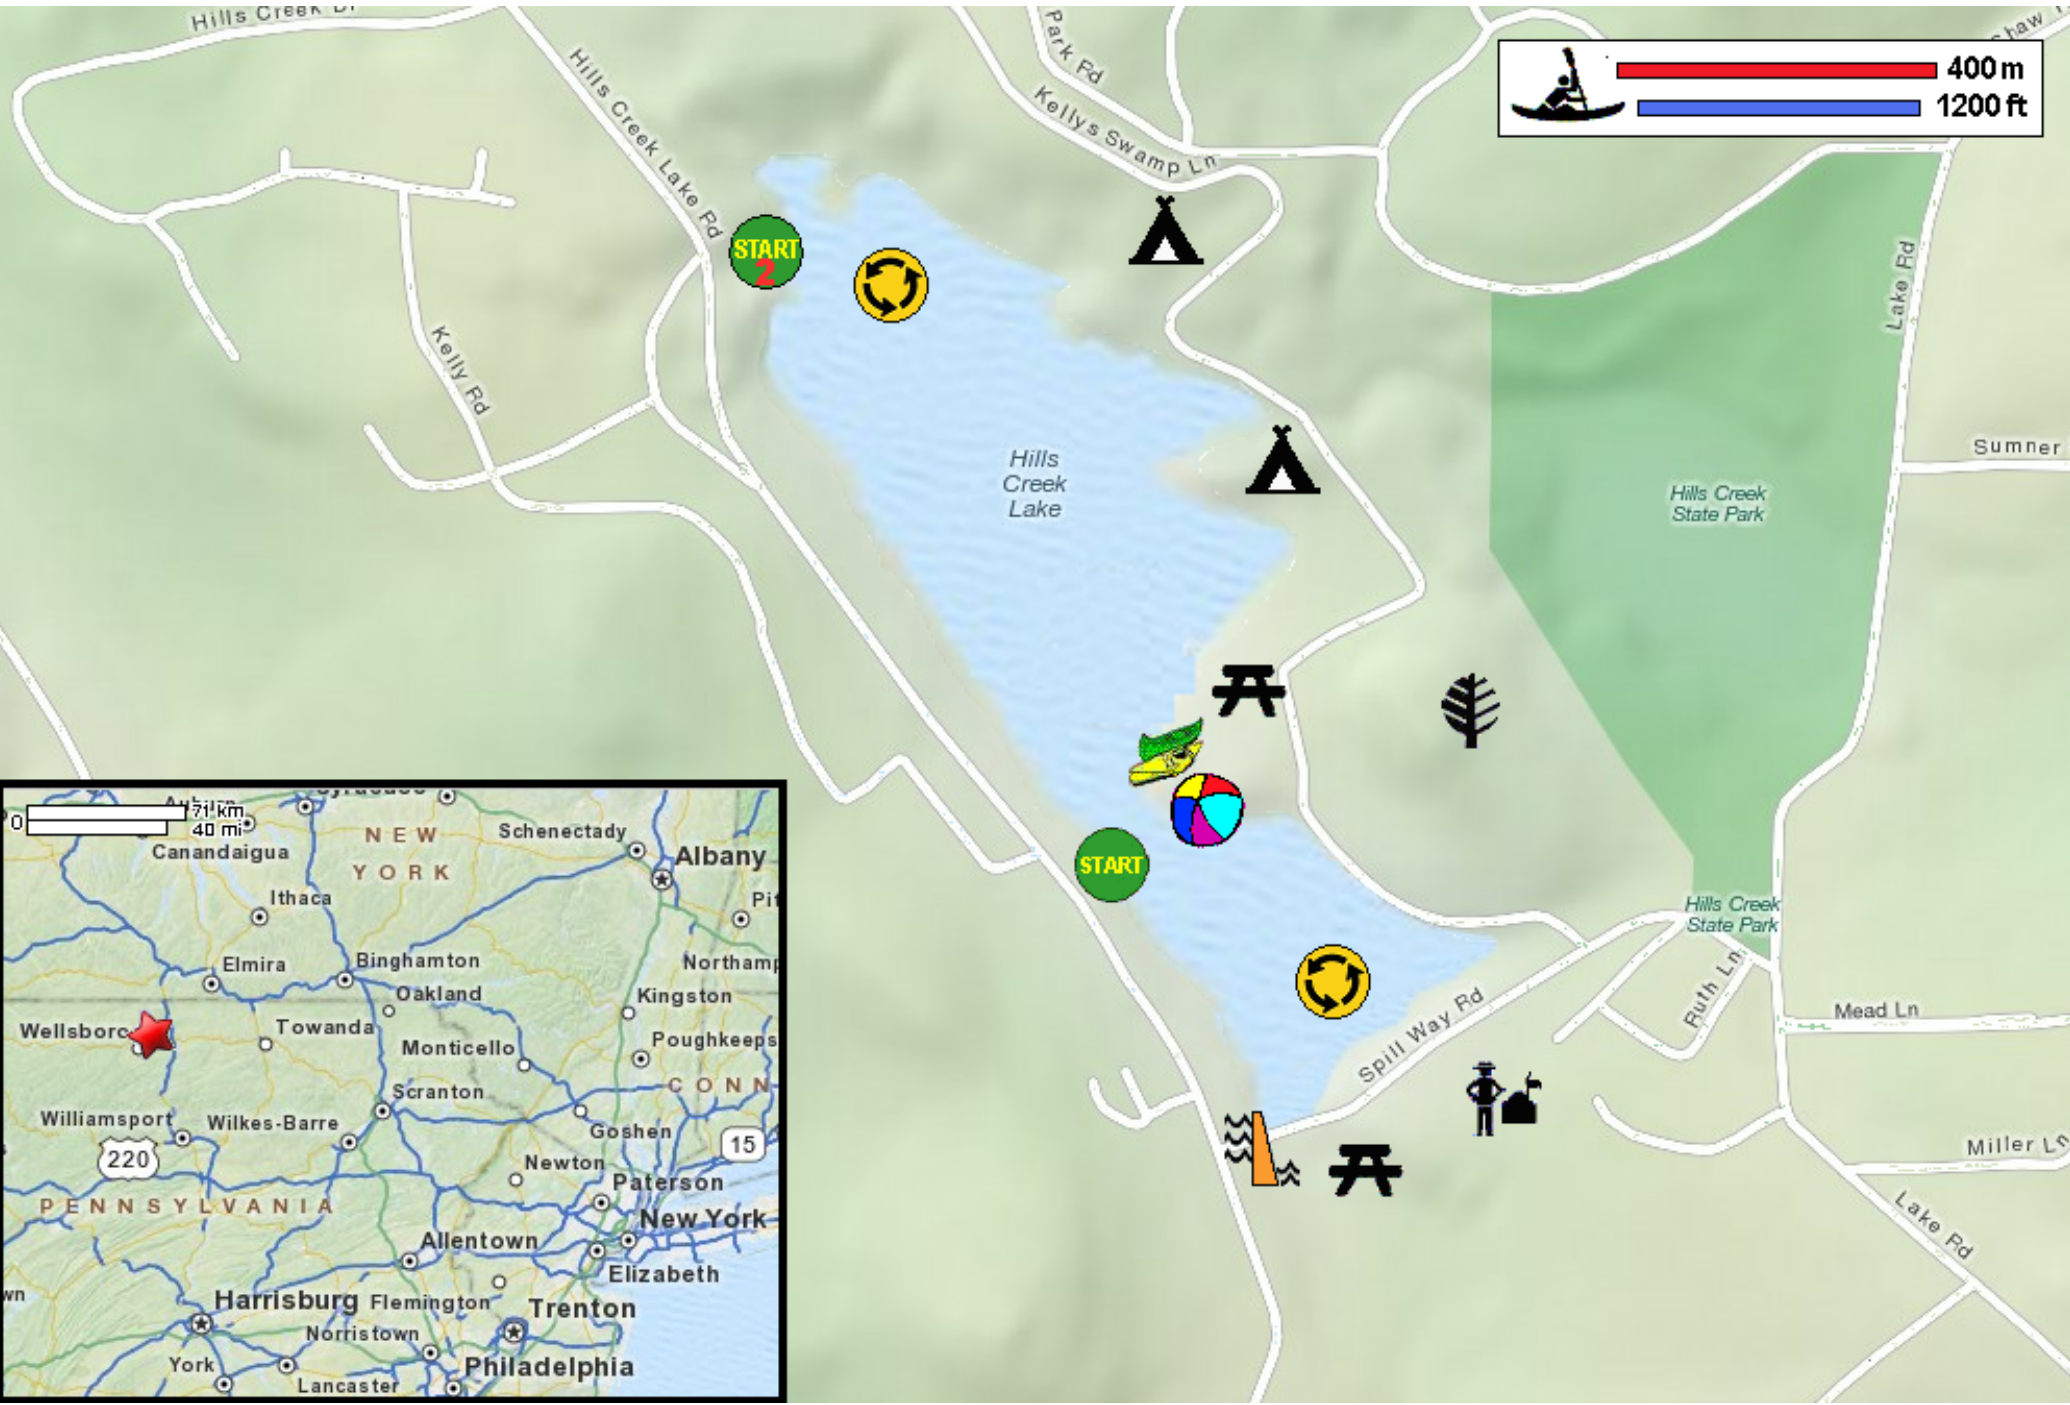 Hills Creek Dr
Hills Creek Lake Rd
Park Rd
Kellys Swamp Ln
400 m
1200 ft
START
2
Kelly Rd
Lake Rd
Sumner
Hills
Creek
Lake
Hills Creek
State Park
START
Hills Creek
State Park
Ruth Ln
Mead Ln
Spill Way Rd
Miller Ln
Lake Rd
0
71 km
40 mi
Auburn
Syracuse
Canandaigua
NEW
YORK
Schenectady
Albany
Ithaca
Pit
Elmira
Binghamton
Northamp
Oakland
Kingston
Wellsboro
Towanda
Monticello
Poughkeeps
CONN
Scranton
Williamsport
Wilkes-Barre
Goshen
15
220
Newton
Paterson
PENNSYLVANIA
New York
Allentown
Elizabeth
wn
Harrisburg
Flemington
Trenton
Norristown
York
Philadelphia
Lancaster